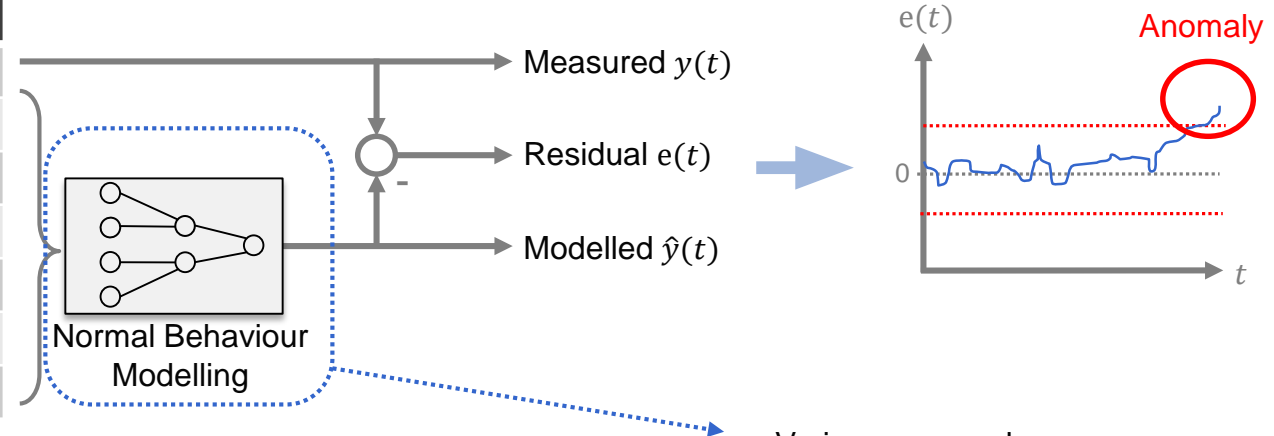 e(t)
Anomaly
Measured y(t)
Residual e(t)
0
-
Modelled ŷ(t)
t
Normal Behaviour
Modelling